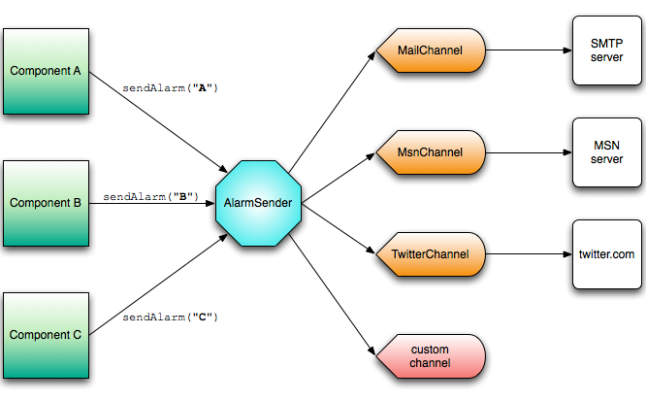 Component A
sendAlarm("A")
MailChannel
SMTP
server
MsnChannel
MSN
server
Component B
sendAlarm("B")
AlarmSender
TwitterChannel
twitter.com
Component C
sendAlarm("C")
custom
channel